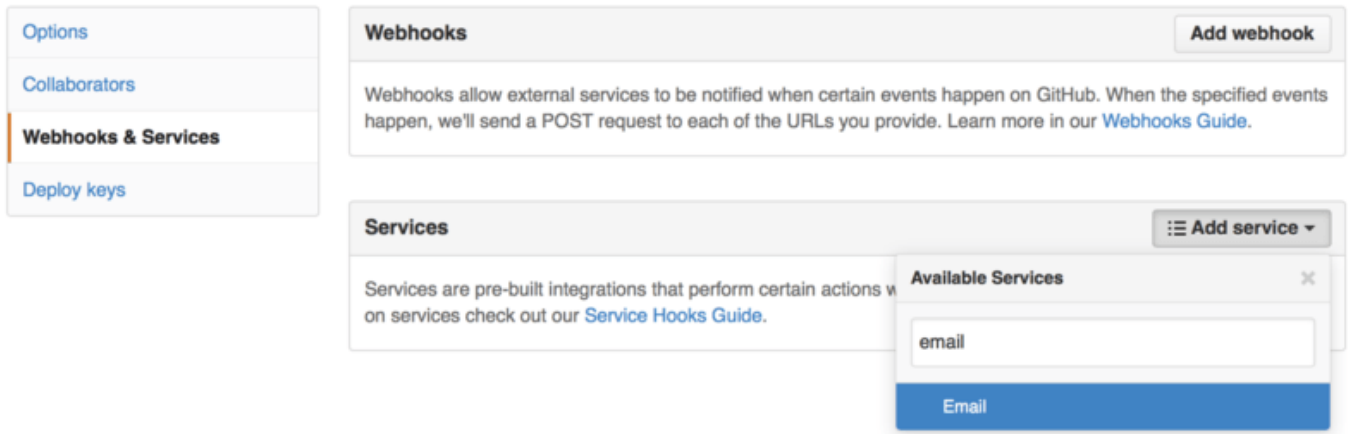 Options
Collaborators
Webhooks & Services
Deploy keys
Webhooks
Add webhook
Webhooks allow external services to be notified when certain events happen on GitHub. When the specified events
happen, we'll send a POST request to each of the URLs you provide. Learn more in our Webhooks Guide.
Services
Add service
Services are pre-built integrations that perform certain actions w
on services check out our Service Hooks Guide.
Available Services
email
Email